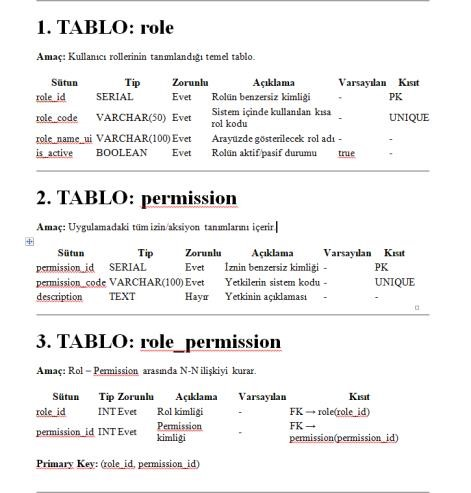 1. TABLO: role
Amaç: Kullanıcı rollerinin tanımlandığı temel tablo.
Sütun Tip Zorunlu Açıklama Varsayılan Kısıt
role_id SERIAL Evet Rolün benzersiz kimliği - PK
role_code VARCHAR(50) Evet Sistem içinde kullanılan kısa rol kodu - UNIQUE
role_name_ui VARCHAR(100) Evet Arayüzde gösterilecek rol adı - -
is_active BOOLEAN Evet Rolün aktif/pasif durumu true -
2. TABLO: permission
Amaç: Uygulamadaki tüm izin/aksiyon tanımlarını içerir.
Sütun Tip Zorunlu Açıklama Varsayılan Kısıt
permission_id SERIAL Evet İznin benzersiz kimliği - PK
permission_code VARCHAR(100) Evet Yetkilerin sistem kodu - UNIQUE
description TEXT Hayır Yetkinin açıklaması - -
3. TABLO: role_permission
Amaç: Rol – Permission arasında N-N ilişkiyi kurar.
Sütun Tip Zorunlu Açıklama Varsayılan Kısıt
role_id INT Evet Rol kimliği - FK → role(role_id)
permission_id INT Evet Permission kimliği - FK → permission(permission_id)
Primary Key: (role_id, permission_id)